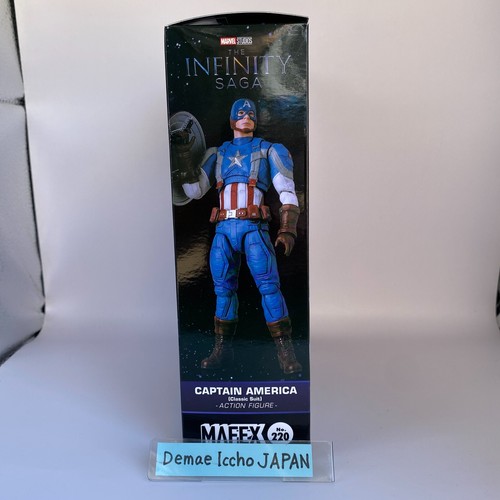 MARVEL STUDIOS
THE
INFINITY
SAGA
A
CAPTAIN AMERICA
(Classic Suit)
- ACTION FIGURE -
MAFEX No. 220
Demae Iccho JAPAN